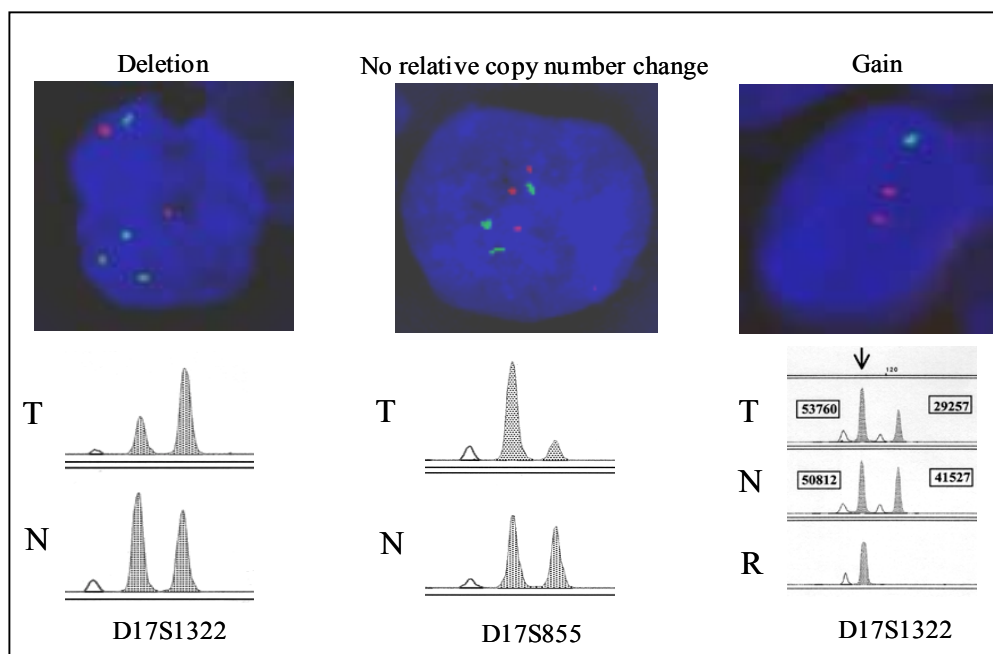 Deletion
No relative copy number change
Gain
T
T
T
120
53760
29257
N
N
N
50812
41527
R
D17S1322
D17S855
D17S1322